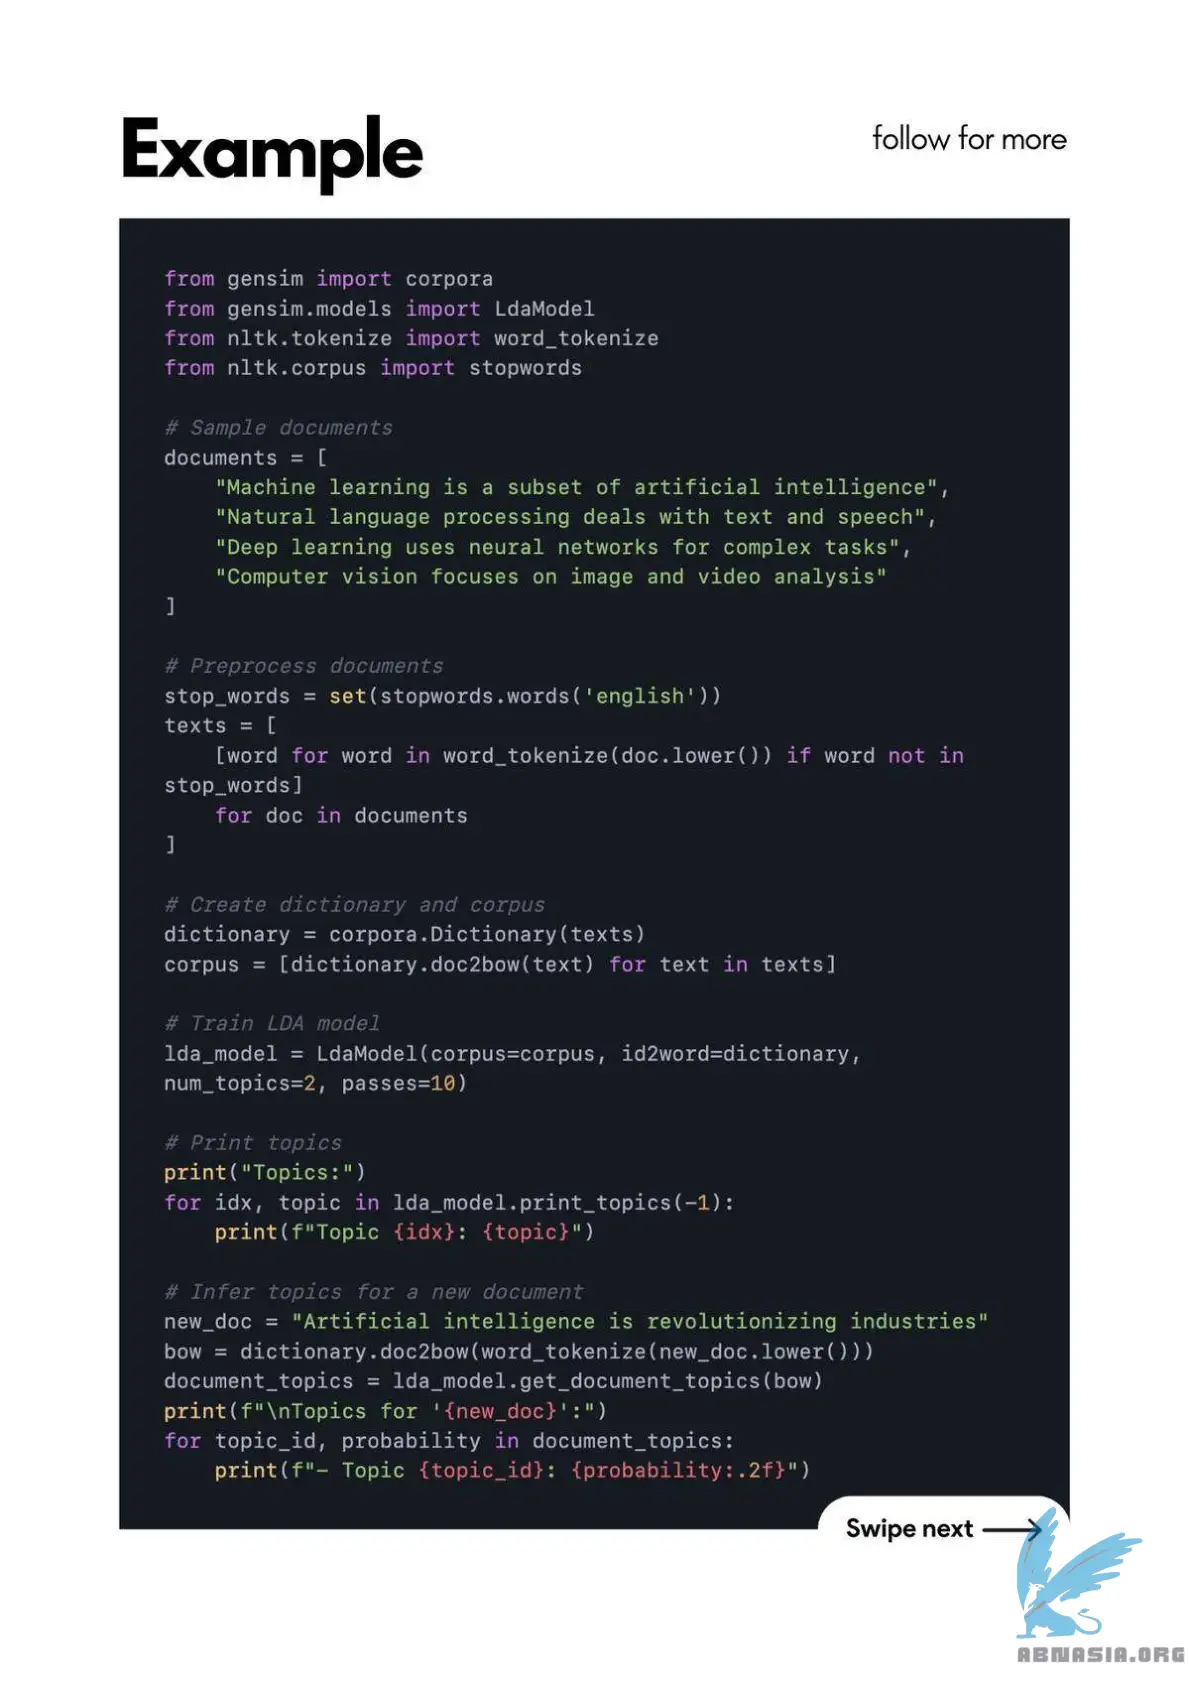 Example
follow for more
from gensim import corpora
from gensim.models import LdaModel
from nltk.tokenize import word_tokenize
from nltk.corpus import stopwords
# Sample documents
documents = [
    "Machine learning is a subset of artificial intelligence",
    "Natural language processing deals with text and speech",
    "Deep learning uses neural networks for complex tasks",
    "Computer vision focuses on image and video analysis"
]
# Preprocess documents
stop_words = set(stopwords.words('english'))
texts = [
    [word for word in word_tokenize(doc.lower()) if word not in
stop_words]
    for doc in documents
]
# Create dictionary and corpus
dictionary = corpora.Dictionary(texts)
corpus = [dictionary.doc2bow(text) for text in texts]
# Train LDA model
lda_model = LdaModel(corpus=corpus, id2word=dictionary,
num_topics=2, passes=10)
# Print topics
print("Topics:")
for idx, topic in lda_model.print_topics(-1):
    print(f"Topic {idx}: {topic}")
# Infer topics for a new document
new_doc = "Artificial intelligence is revolutionizing industries"
bow = dictionary.doc2bow(word_tokenize(new_doc.lower()))
document_topics = lda_model.get_document_topics(bow)
print(f"\nTopics for '{new_doc}':")
for topic_id, probability in document_topics:
    print(f"- Topic {topic_id}: {probability:.2f}")
Swipe next
ABNASIA.ORG